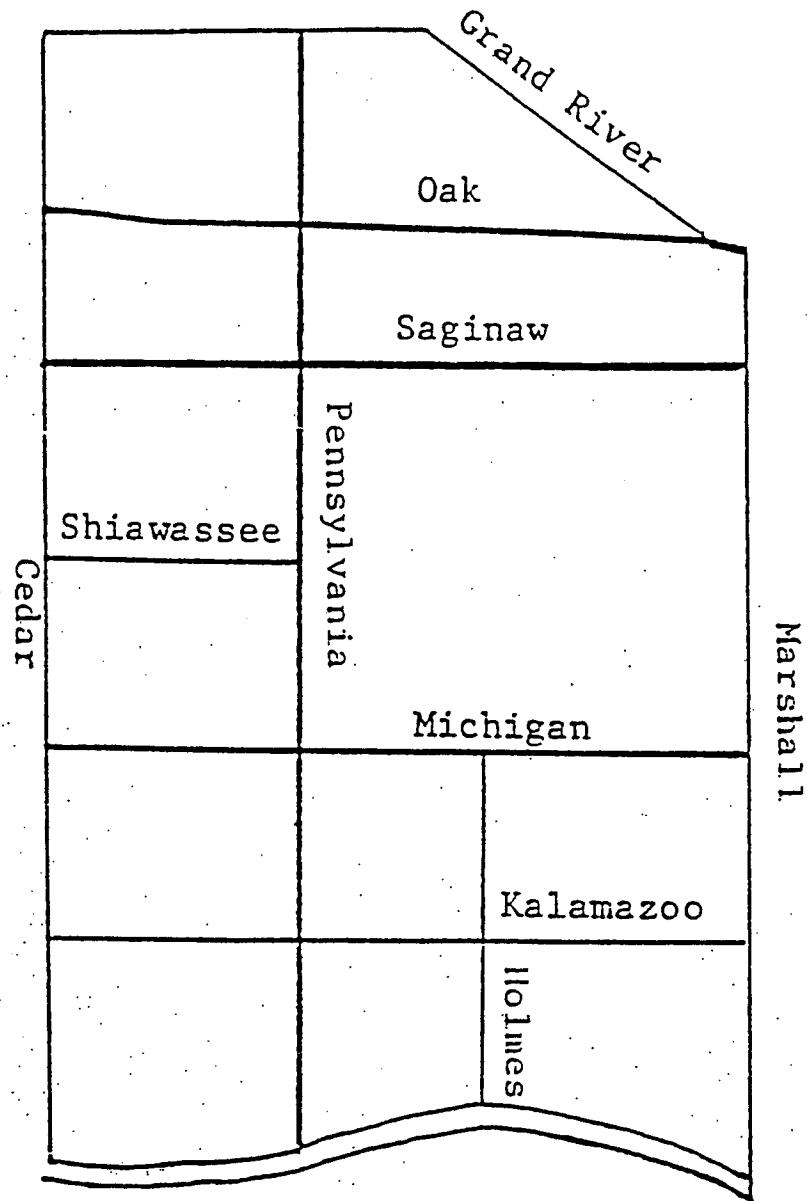 Grand River
Oak
Saginaw
Pennsylvania
Shiawassee
Cedar
Marshall
Michigan
Kalamazoo
Holmes